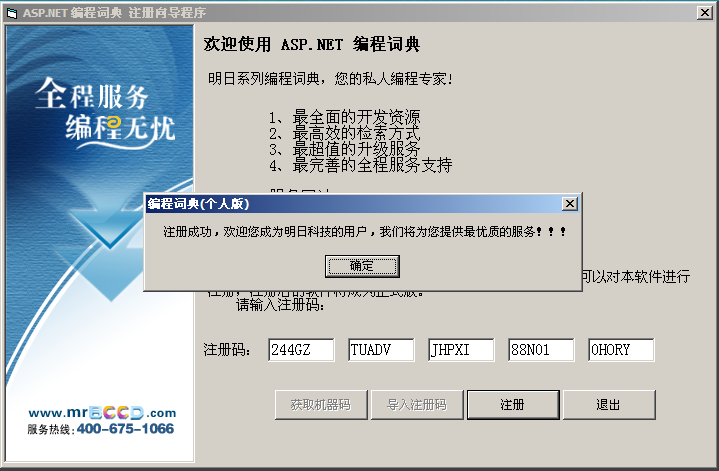 ASP.NET 编程词典 注册向导程序
全程服务
编程无忧
欢迎使用 ASP.NET 编程词典
明日系列编程词典，您的私人编程专家!
1、最全面的开发资源
2、最高效的检索方式
3、最超值的升级服务
4、最完善的全程服务支持
编程词典(个人版)
注册成功，欢迎您成为明日科技的用户，我们将为您提供最优质的服务！！！
确定
可以对本软件进行
注册，注册后的软件将成为正式版。
请输入注册码:
注册码: 244GZ TUADV JHPXI 88N01 0HORY
获取机器码 导入注册码 注册 退出
www.mrBCCD.com
服务热线:400-675-1066